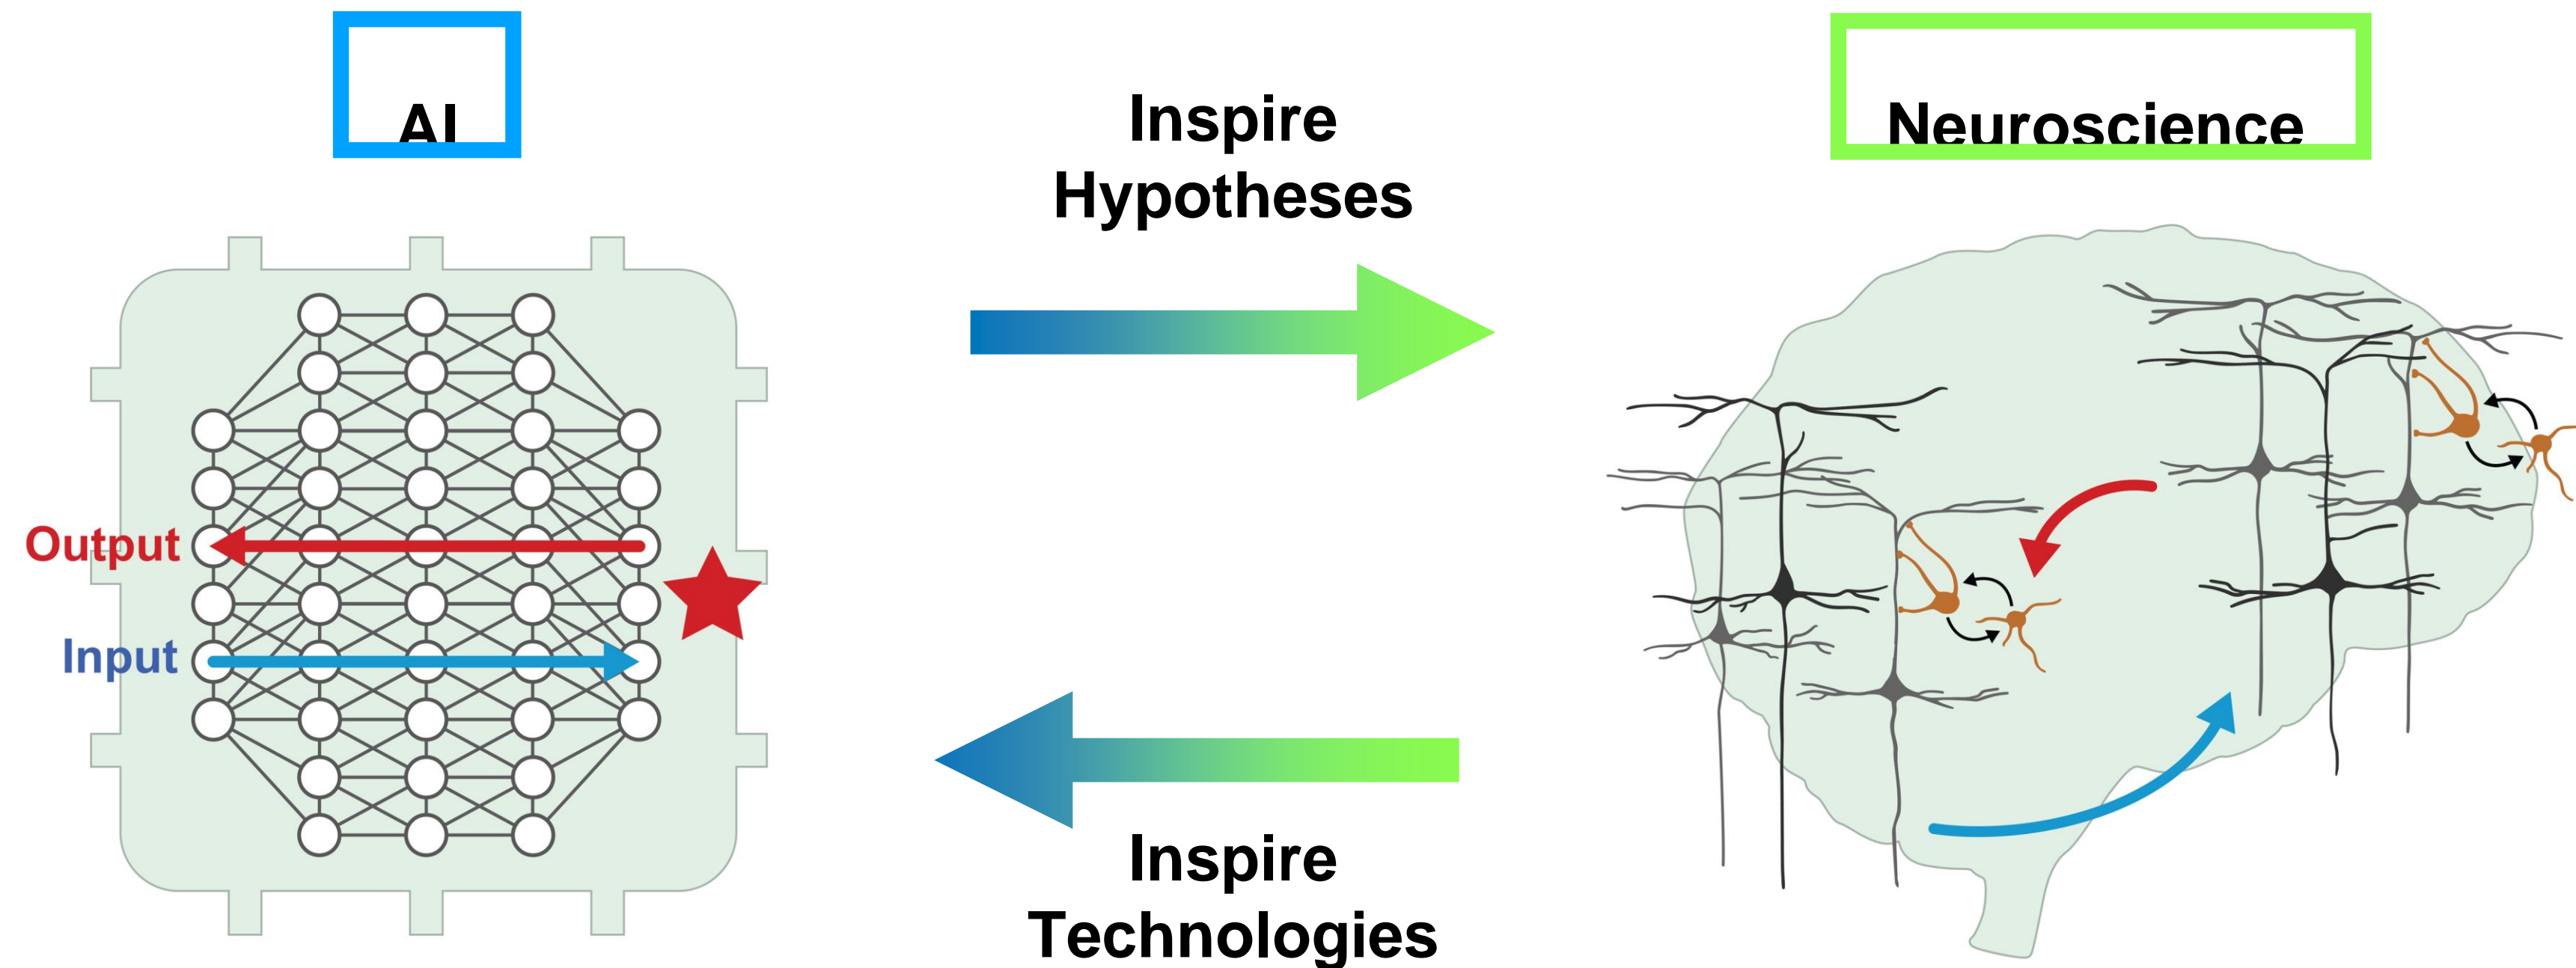 AI
Neuroscience
Inspire
Hypotheses
Output
Input
Inspire
Technologies